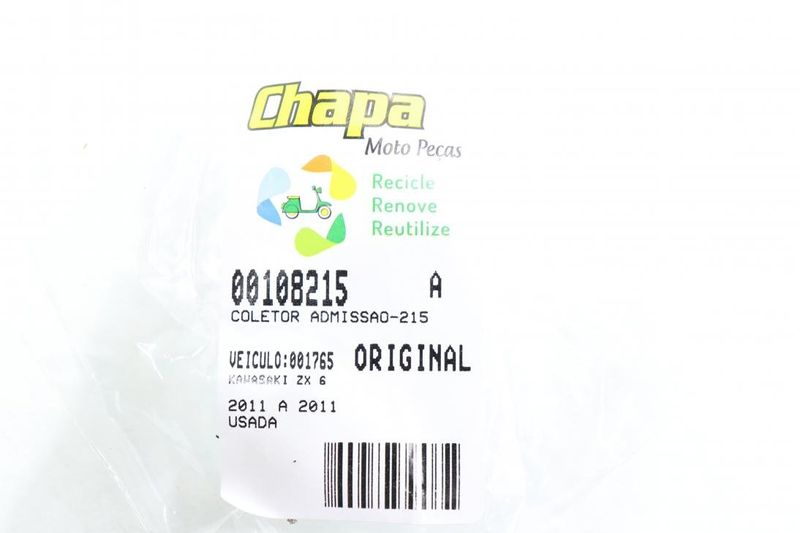 Chapa
Moto Peças
Recicle
Renove
Reutilize
00108215 A
COLETOR ADMISSAO-215
VEICULO:001765 ORIGINAL
KAWASAKI ZX 6
2011 A 2011
USADA